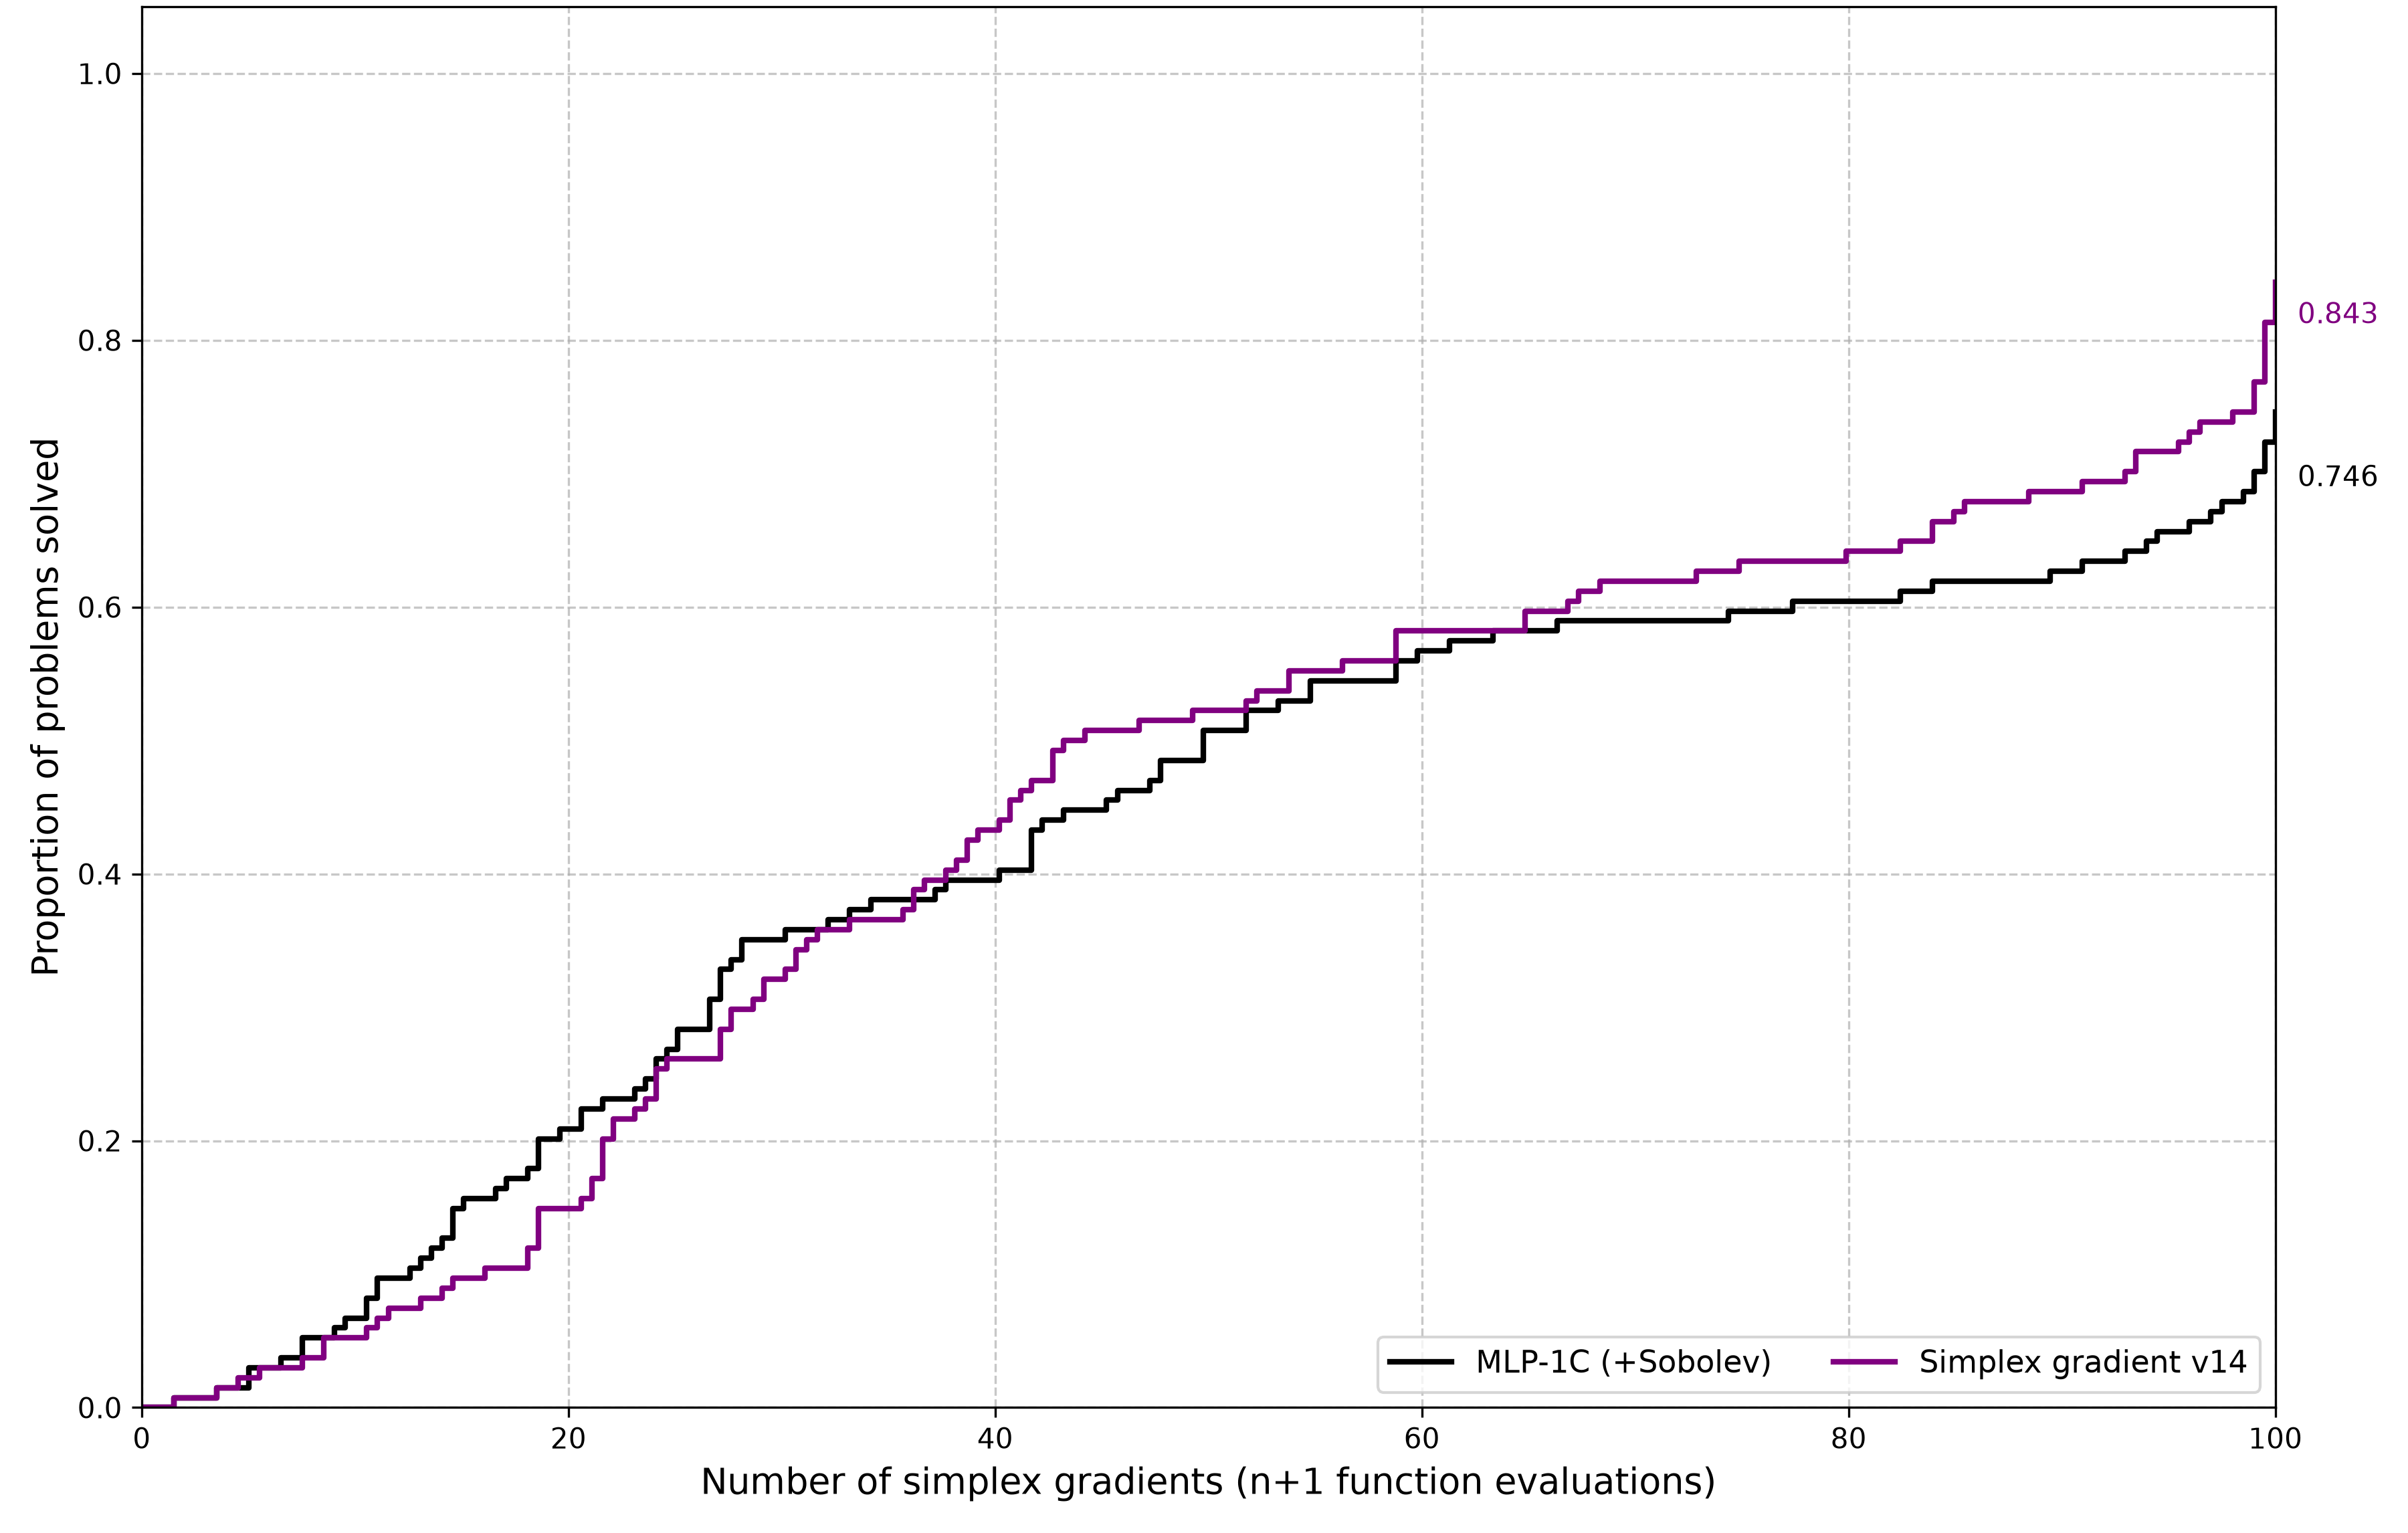 1.0
0.8
0.6
0.4
0.2
0.0
Proportion of problems solved
0.843
0.746
MLP-1C (+Sobolev) Simplex gradient v14
0 20 40 60 80 100
Number of simplex gradients (n+1 function evaluations)